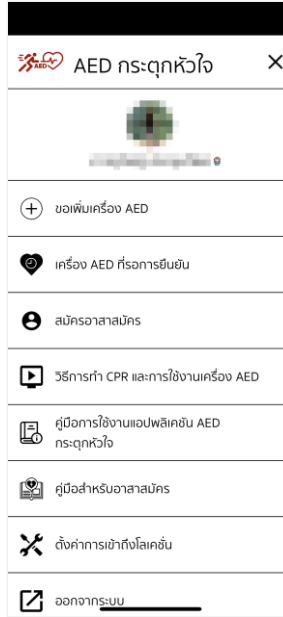 AED
AED กระตุกหัวใจ
ขอเพิ่มเครื่อง AED
เครื่อง AED ที่รอการยืนยัน
สมัครอาสาสมัคร
วิธีการทำ CPR และการใช้งานเครื่อง AED
คู่มือการใช้งานแอปพลิเคชัน AED
กระตุกหัวใจ
คู่มือสำหรับอาสาสมัคร
ตั้งค่าการเข้าถึงโลเคชั่น
ออกจากระบบ